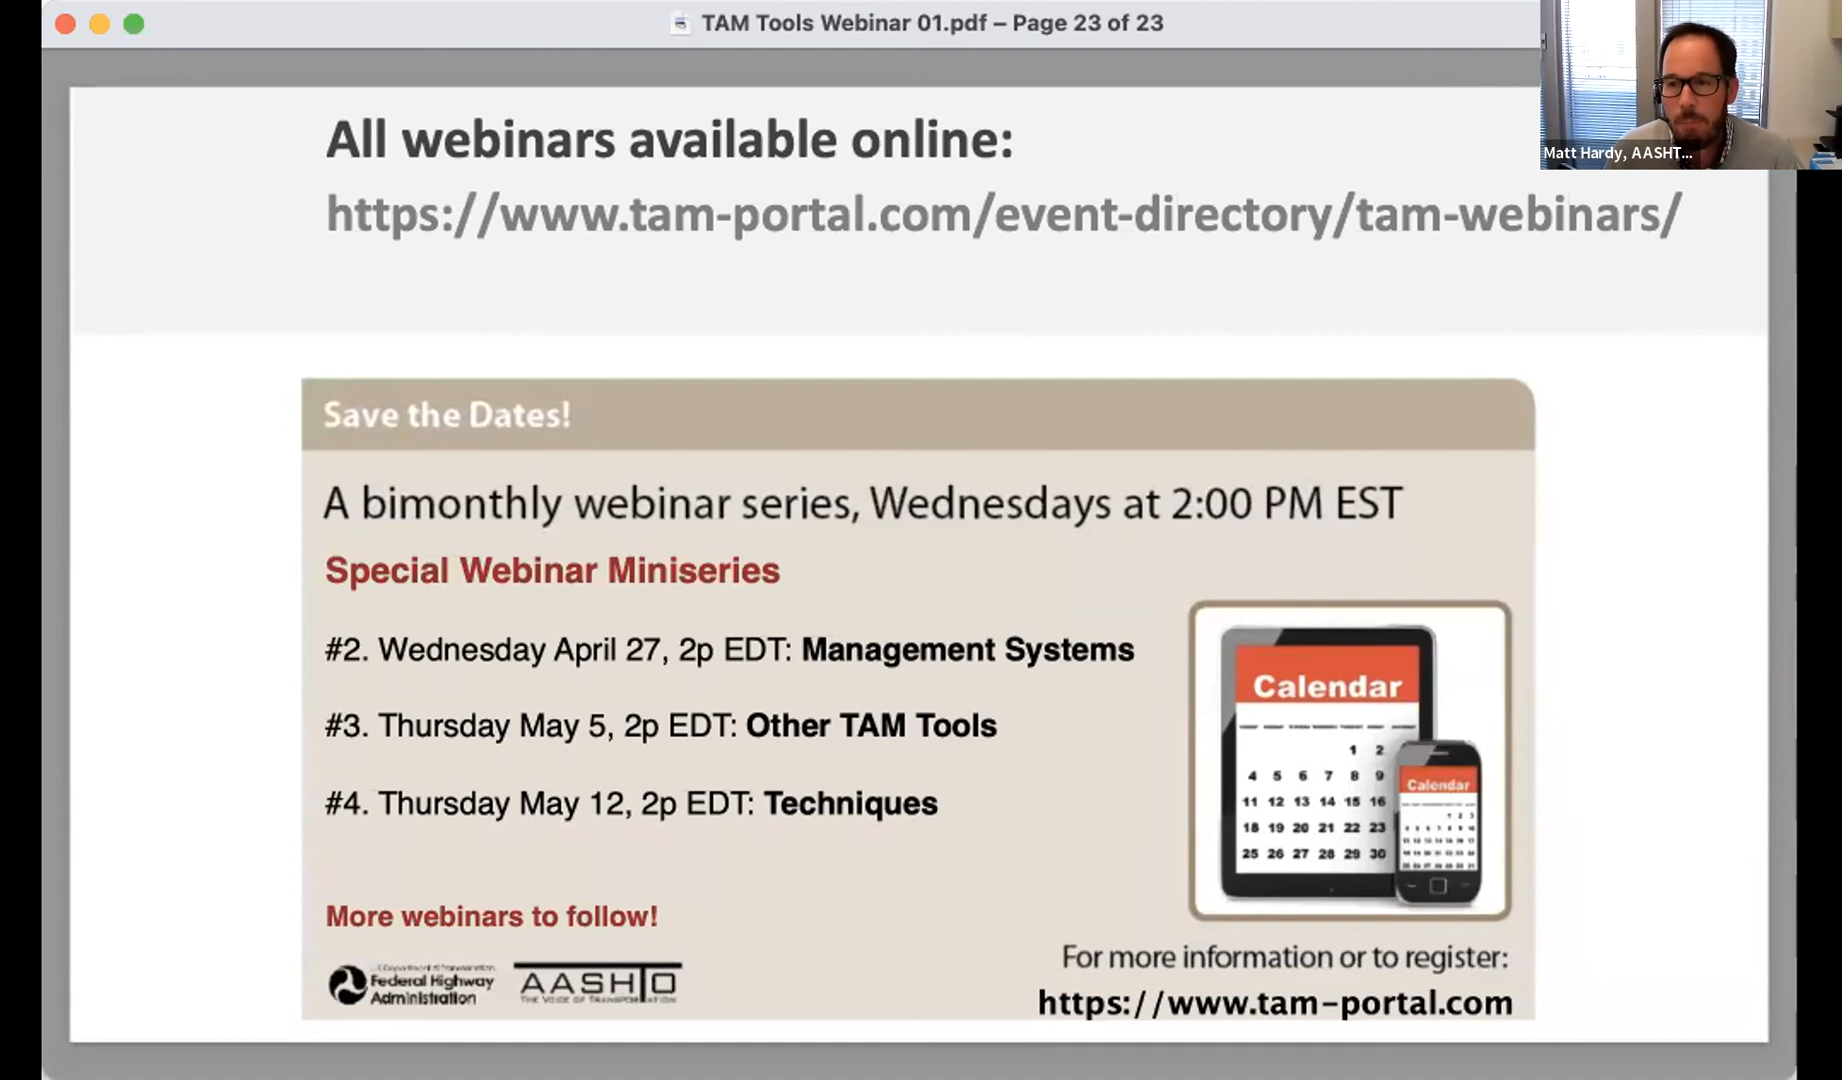 TAM Tools Webinar 01.pdf – Page 23 of 23
Matt Hardy, AASHT...
All webinars available online:
https://www.tam-portal.com/event-directory/tam-webinars/
Save the Dates!
A bimonthly webinar series, Wednesdays at 2:00 PM EST
Special Webinar Miniseries
#2. Wednesday April 27, 2p EDT: Management Systems
#3. Thursday May 5, 2p EDT: Other TAM Tools
#4. Thursday May 12, 2p EDT: Techniques
Calendar
1 2
4 5 6 7 8 9
11 12 13 14 15 16
18 19 20 21 22 23
25 26 27 28 29 30
Calendar
More webinars to follow!
Federal Highway
Administration
AASHTO
THE VOICE OF TRANSPORTATION
For more information or to register:
https://www.tam-portal.com